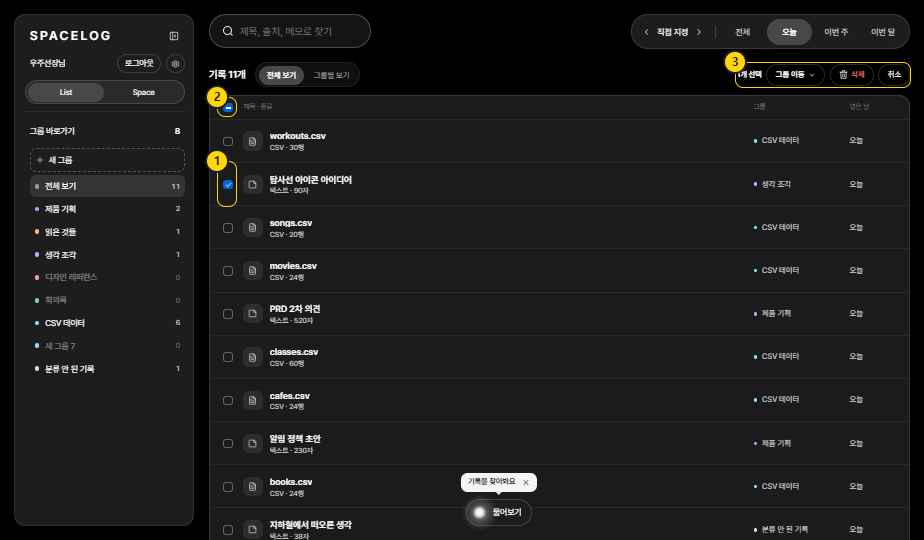 SPACELOG
우주선장님
로그아웃
List
Space
그룹 바로가기
8
+ 새 그룹
전체 보기
11
제품 기획
2
읽은 것들
1
생각 조각
1
디자인 레퍼런스
0
회의록
0
CSV 데이터
6
새 그룹 7
0
분류 안 된 기록
1
제목, 출처, 메모로 찾기
직접 지정
전체
오늘
이번 주
이번 달
기록 11개
전체 보기
그룹별 보기
3
1개 선택
그룹 이동
삭제
취소
2
제목 · 종류
그룹
넣은 날
workouts.csv
CSV · 30행
CSV 데이터
오늘
1
탐사선 아이콘 아이디어
텍스트 · 90자
생각 조각
오늘
songs.csv
CSV · 20행
CSV 데이터
오늘
movies.csv
CSV · 24행
CSV 데이터
오늘
PRD 2차 의견
텍스트 · 520자
제품 기획
오늘
classes.csv
CSV · 60행
CSV 데이터
오늘
cafes.csv
CSV · 24행
CSV 데이터
오늘
알림 정책 초안
텍스트 · 230자
제품 기획
오늘
books.csv
CSV · 24행
CSV 데이터
오늘
지하철에서 떠오른 생각
텍스트 · 38자
분류 안 된 기록
오늘
기록을 찾아봐요
물어보기